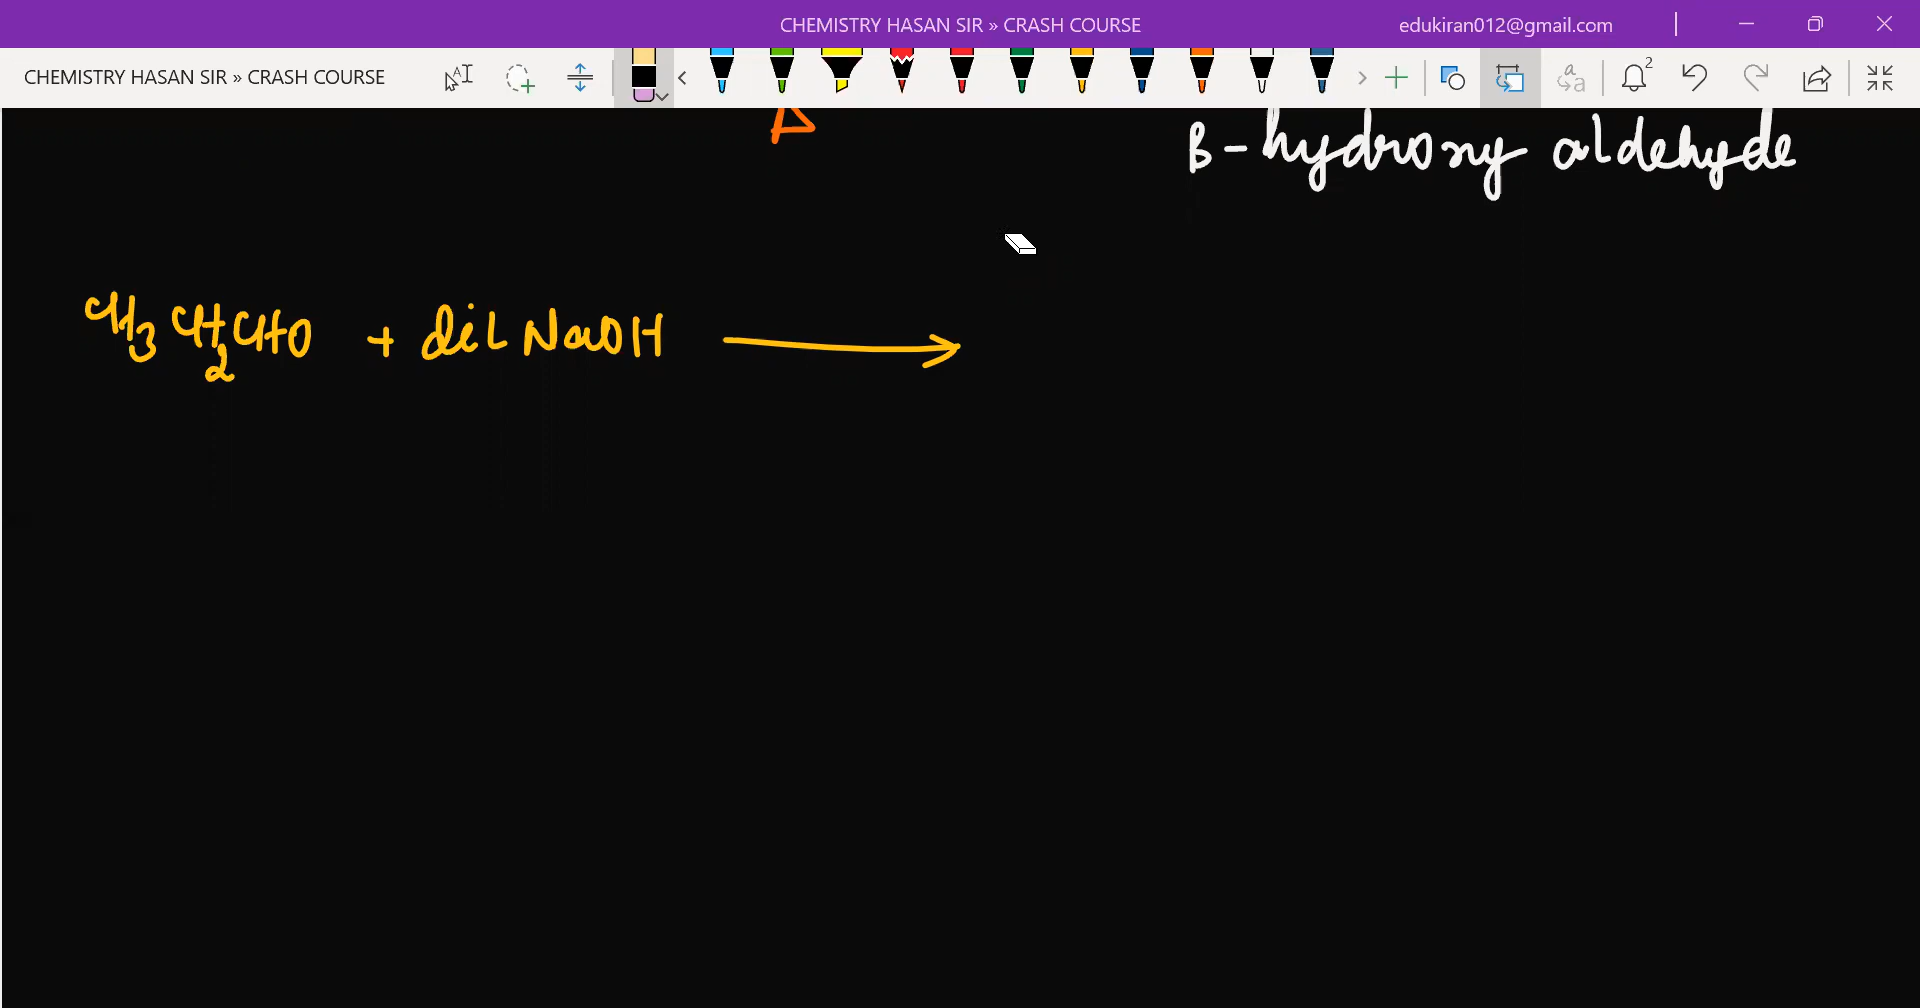 CHEMISTRY HASAN SIR » CRASH COURSE
edukiran012@gmail.com
CHEMISTRY HASAN SIR » CRASH COURSE
2
Δ
B - hydroxy aldehyde
CH3 CH2 CHO + dil NaOH →